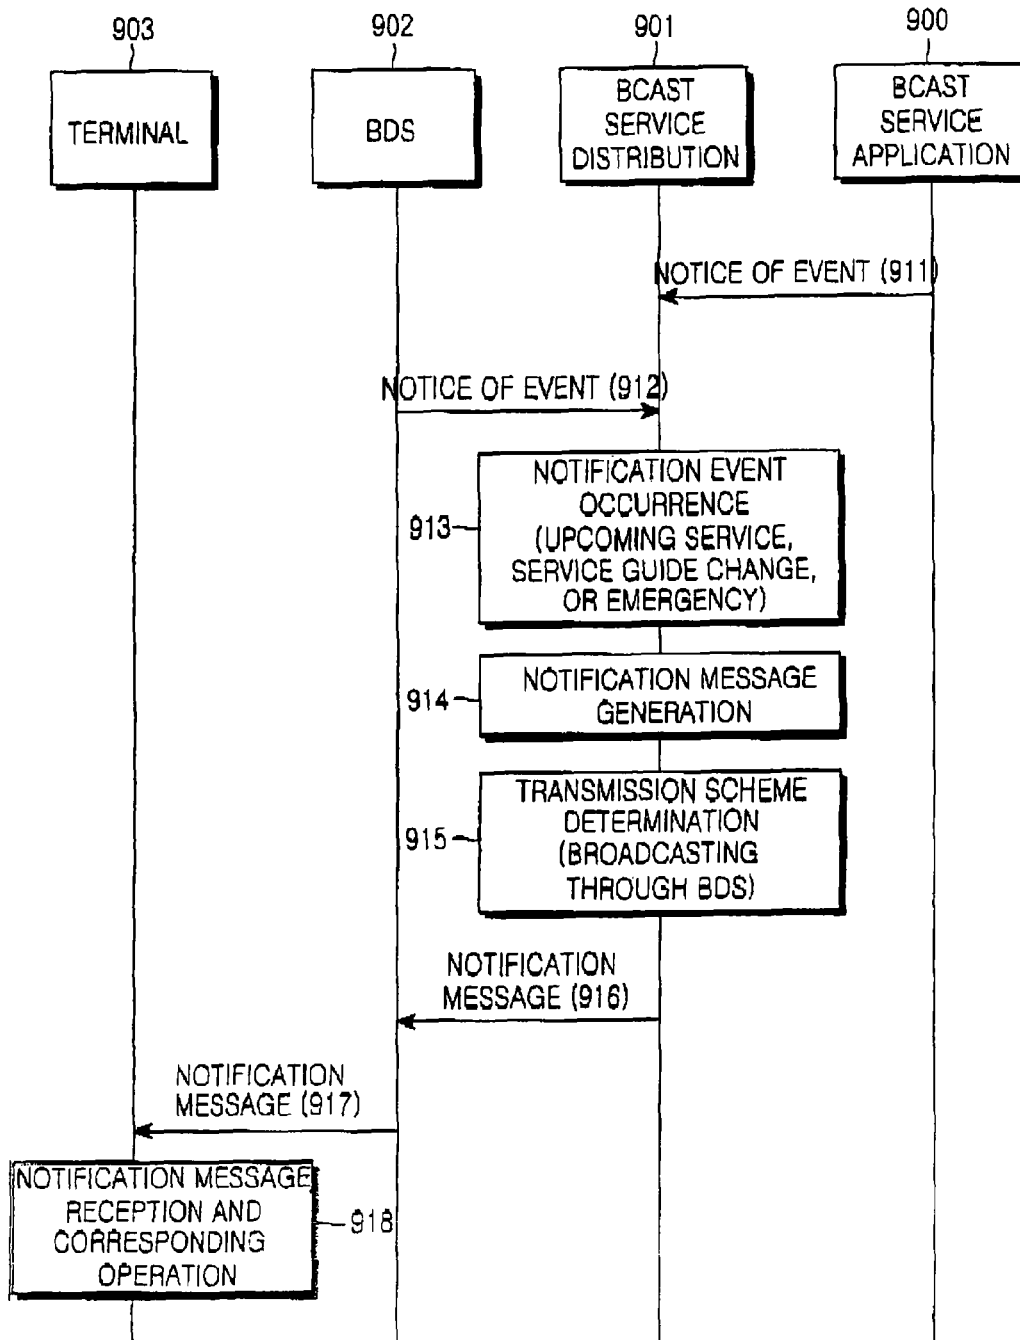 903
902
901
900
TERMINAL
BDS
BCAST
SERVICE
DISTRIBUTION
BCAST
SERVICE
APPLICATION
NOTICE OF EVENT (911)
NOTICE OF EVENT (912)
913
NOTIFICATION EVENT
OCCURRENCE
(UPCOMING SERVICE,
SERVICE GUIDE CHANGE,
OR EMERGENCY)
914
NOTIFICATION MESSAGE
GENERATION
915
TRANSMISSION SCHEME
DETERMINATION
(BROADCASTING
THROUGH BDS)
NOTIFICATION
MESSAGE (916)
NOTIFICATION
MESSAGE (917)
NOTIFICATION MESSAGE
RECEPTION AND
CORRESPONDING
OPERATION
918